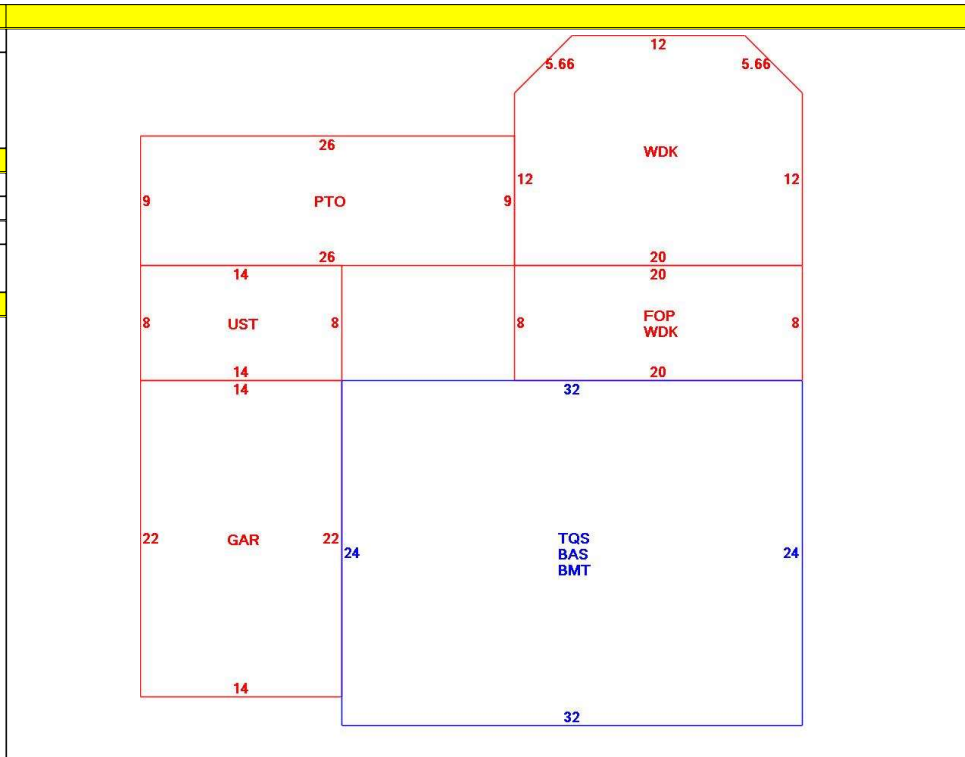 12
5.66 5.66
26
WDK
12 12
9 PTO 9
26 20
14 20
8 UST 8 8 FOP 8
WDK
14 20
14 32
22 GAR 22 24 TQS 24
BAS
BMT
14
32